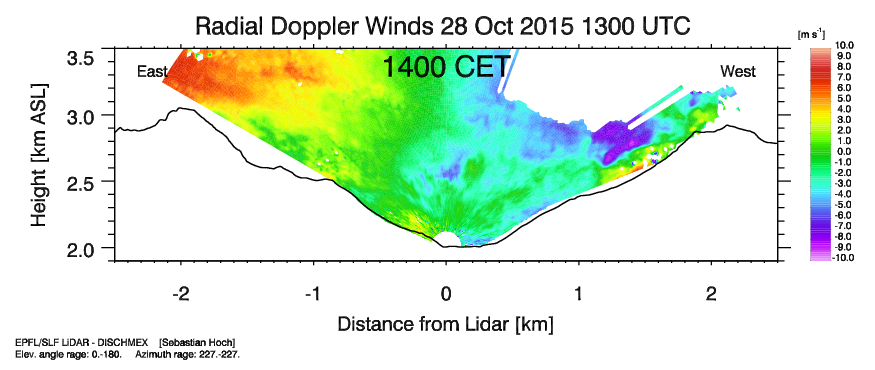 Radial Doppler Winds 28 Oct 2015 1300 UTC
[m s⁻¹]
1400 CET
East
West
3.5
3.0
2.5
2.0
Height [km ASL]
-2 -1 0 1 2
Distance from Lidar [km]
10.0
9.0
8.0
7.0
6.0
5.0
4.0
3.0
2.0
1.0
0.0
-1.0
-2.0
-3.0
-4.0
-5.0
-6.0
-7.0
-8.0
-9.0
-10.0
EPFL/SLF LiDAR - DISCHMEX [Sebastian Hoch]
Elev. angle rage: 0.-180. Azimuth rage: 227.-227.